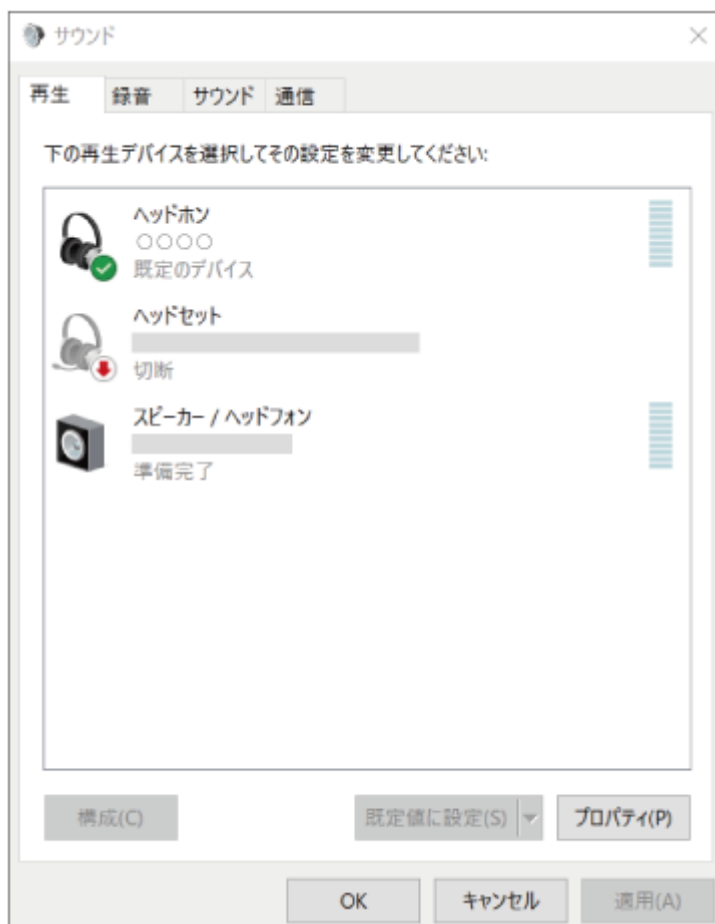 サウンド
再生 録音 サウンド 通信
下の再生デバイスを選択してその設定を変更してください:
ヘッドホン
○○○○
既定のデバイス
ヘッドセット
切断
スピーカー / ヘッドフォン
準備完了
構成(C) 既定値に設定(S) プロパティ(P)
OK キャンセル 適用(A)